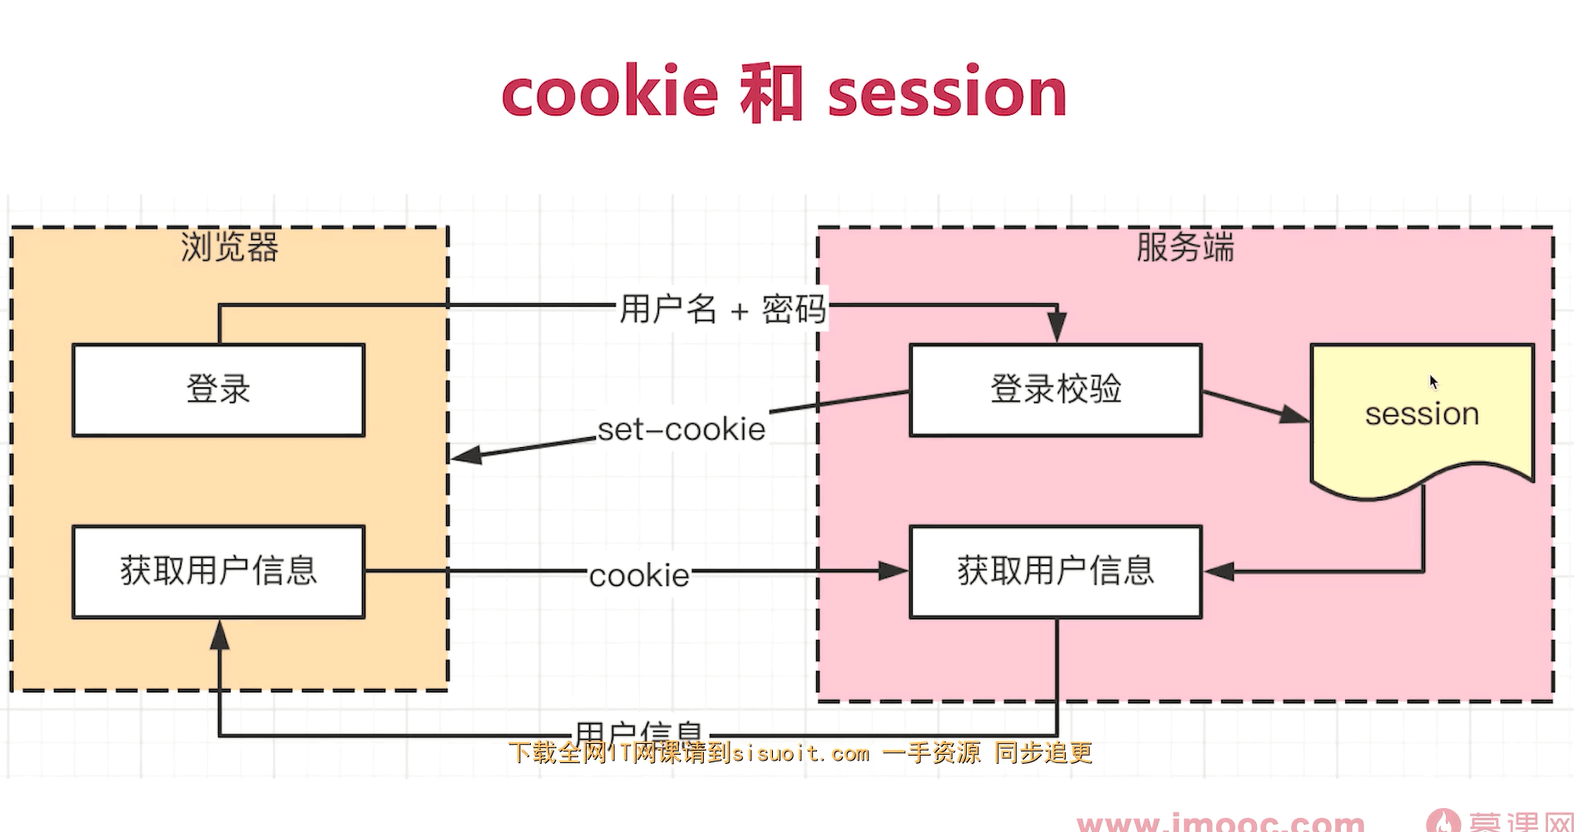 cookie 和 session
浏览器
服务端
用户名 + 密码
登录
登录校验
session
set-cookie
获取用户信息
cookie
获取用户信息
用户信息
下载全网IT网课请到sisuoit.com 一手资源 同步追更
www.imooc.com
慕课网